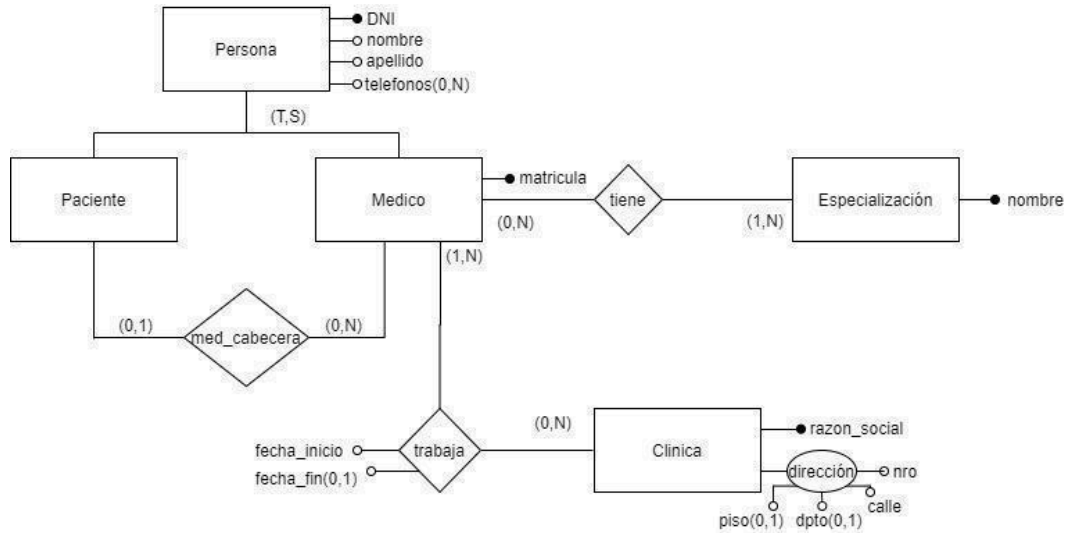 DNI
nombre
Persona
apellido
telefonos(0,N)
(T,S)
Paciente
Medico
matricula
tiene
Especialización
nombre
(0,N)
(1,N)
(1,N)
(0,1)
med_cabecera
(0,N)
(0,N)
razon_social
fecha_inicio
trabaja
Clinica
fecha_fin(0,1)
dirección
nro
calle
piso(0,1)
dpto(0,1)